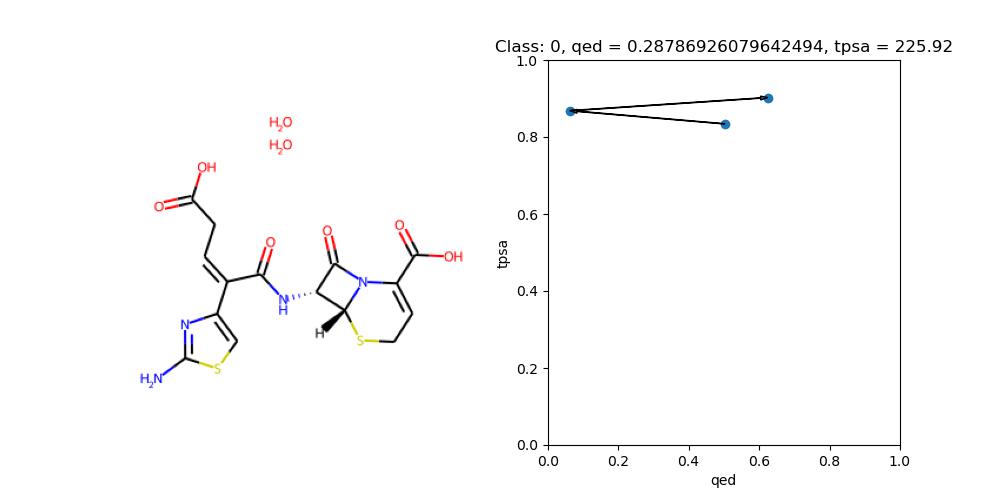 Class: 0, qed = 0.28786926079642494, tpsa = 225.92
H₂O
H₂O
OH
O
O
O
O
OH
N
N
H
H
N
S
S
H₂N
1.0
0.8
0.6
0.4
0.2
0.0
tpsa
0.0 0.2 0.4 0.6 0.8 1.0
qed